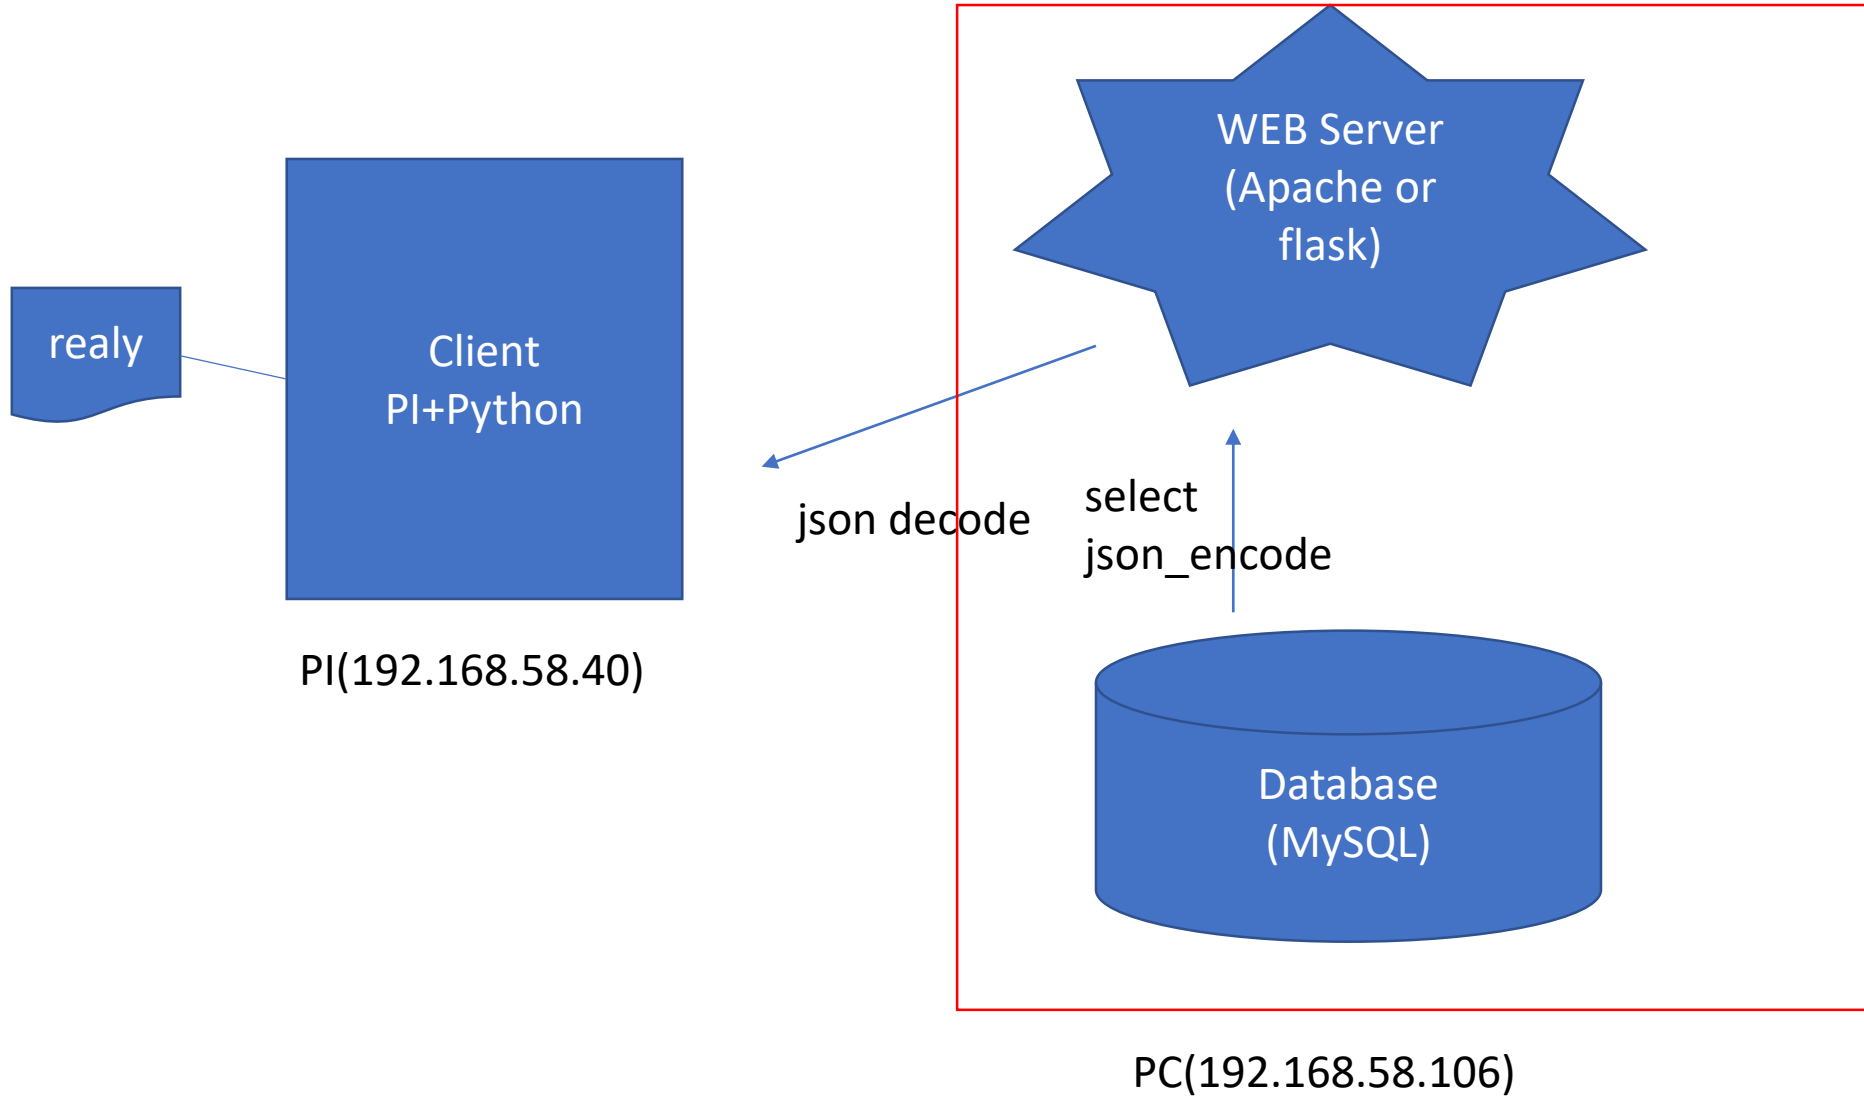 WEB Server
(Apache or
flask)
realy
Client
PI+Python
json decode
select
json_encode
PI(192.168.58.40)
Database
(MySQL)
PC(192.168.58.106)